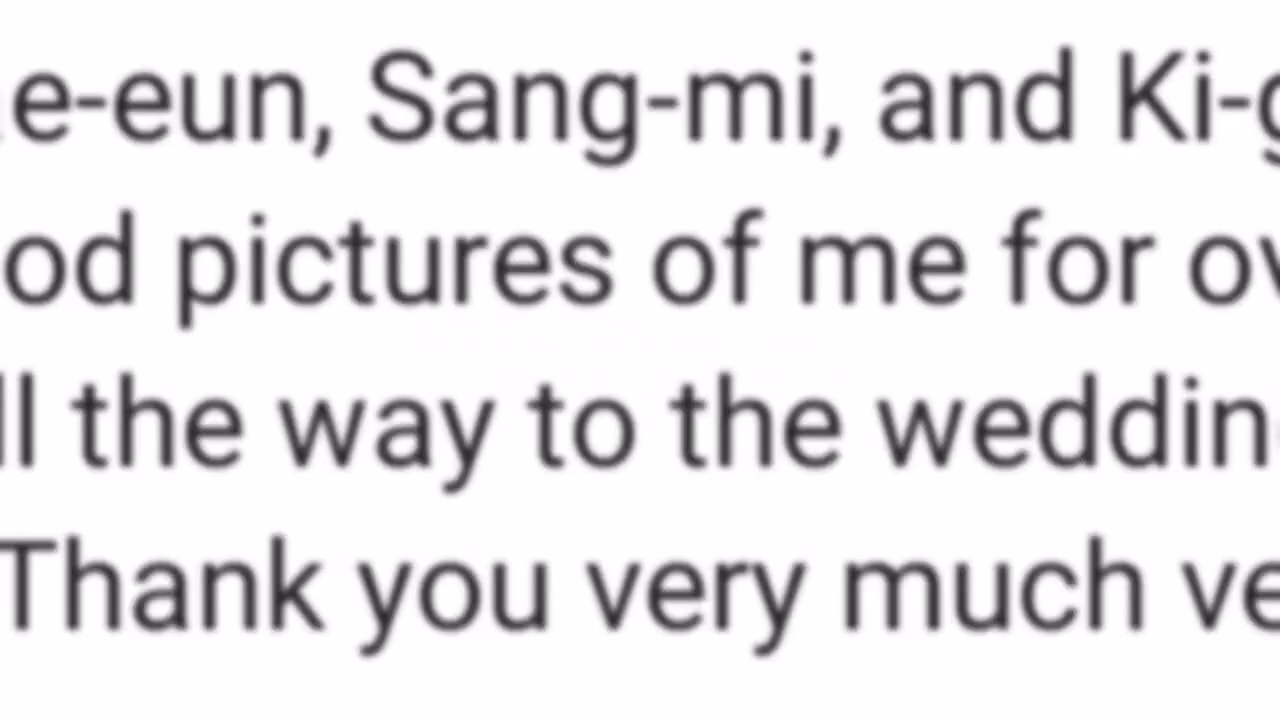 e-eun, Sang-mi, and Ki-
od pictures of me for ov
ll the way to the weddin
Thank you very much ve